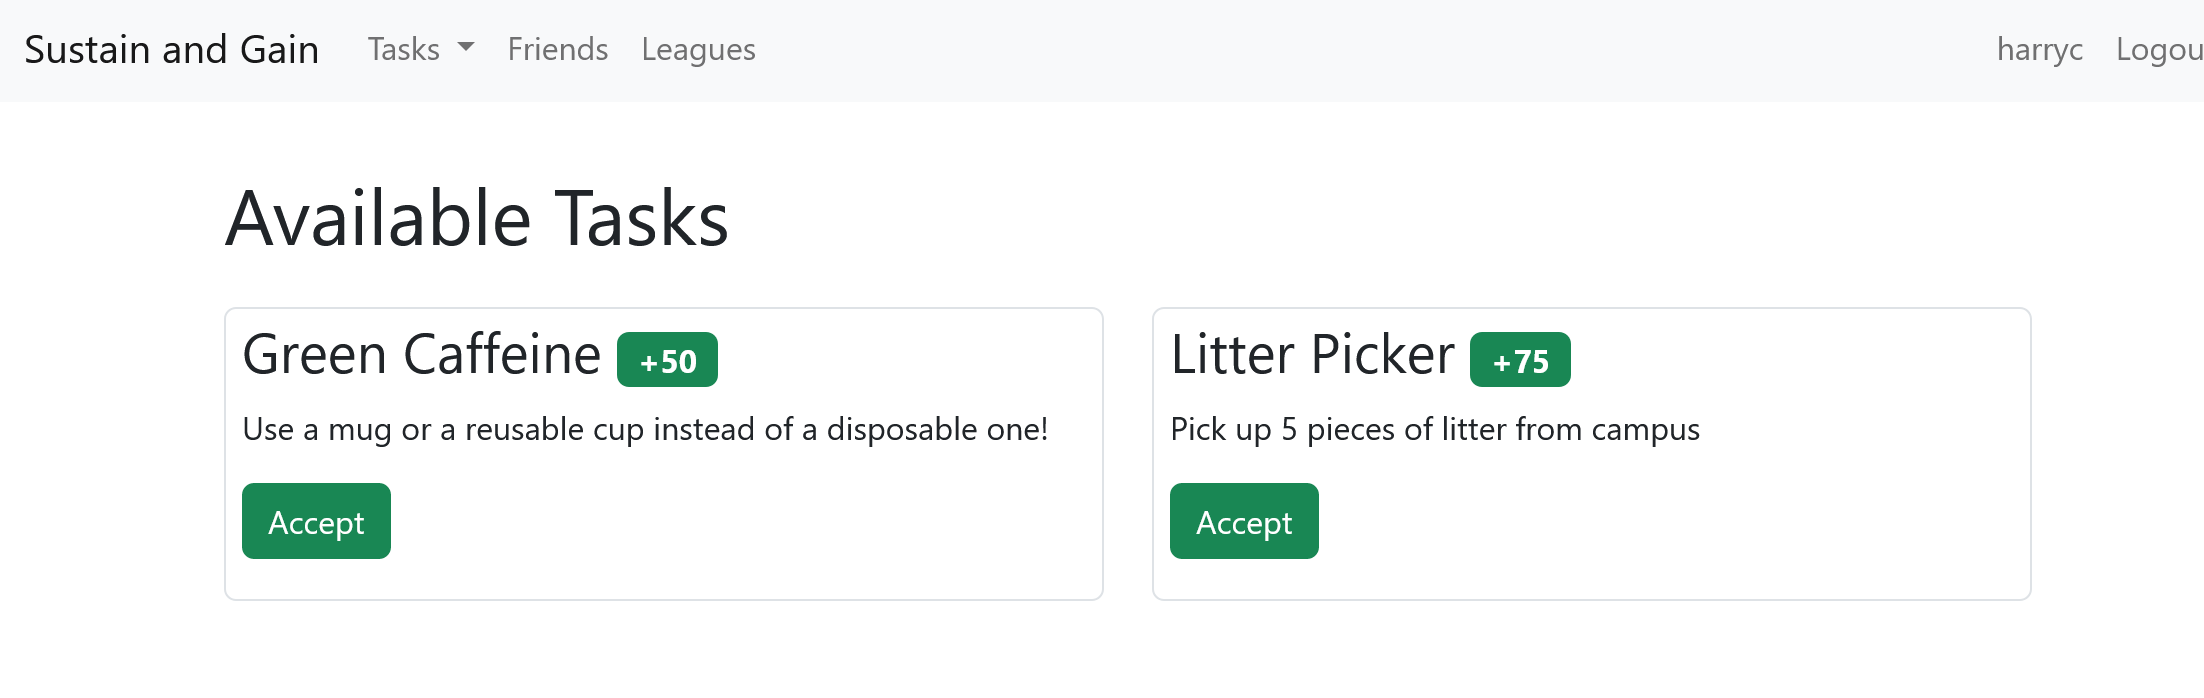 Sustain and Gain Tasks Friends Leagues harryc Logou
Available Tasks
Green Caffeine +50
Use a mug or a reusable cup instead of a disposable one!
Accept
Litter Picker +75
Pick up 5 pieces of litter from campus
Accept